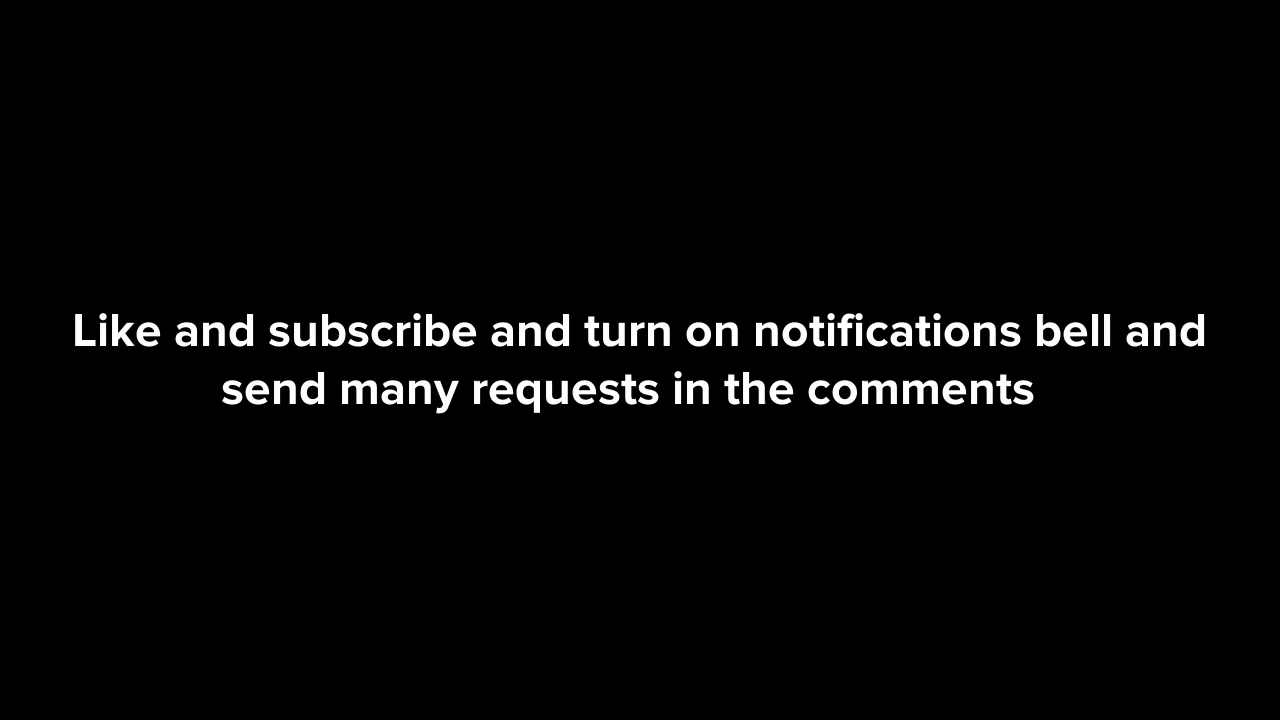 Like and subscribe and turn on notifications bell and
send many requests in the comments